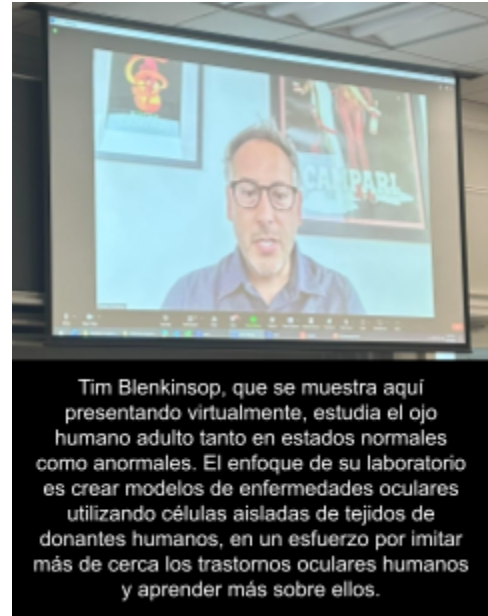 CAMPARI
Tim Blenkinsop, que se muestra aquí
presentando virtualmente, estudia el ojo
humano adulto tanto en estados normales
como anormales. El enfoque de su laboratorio
es crear modelos de enfermedades oculares
utilizando células aisladas de tejidos de
donantes humanos, en un esfuerzo por imitar
más de cerca los trastornos oculares humanos
y aprender más sobre ellos.